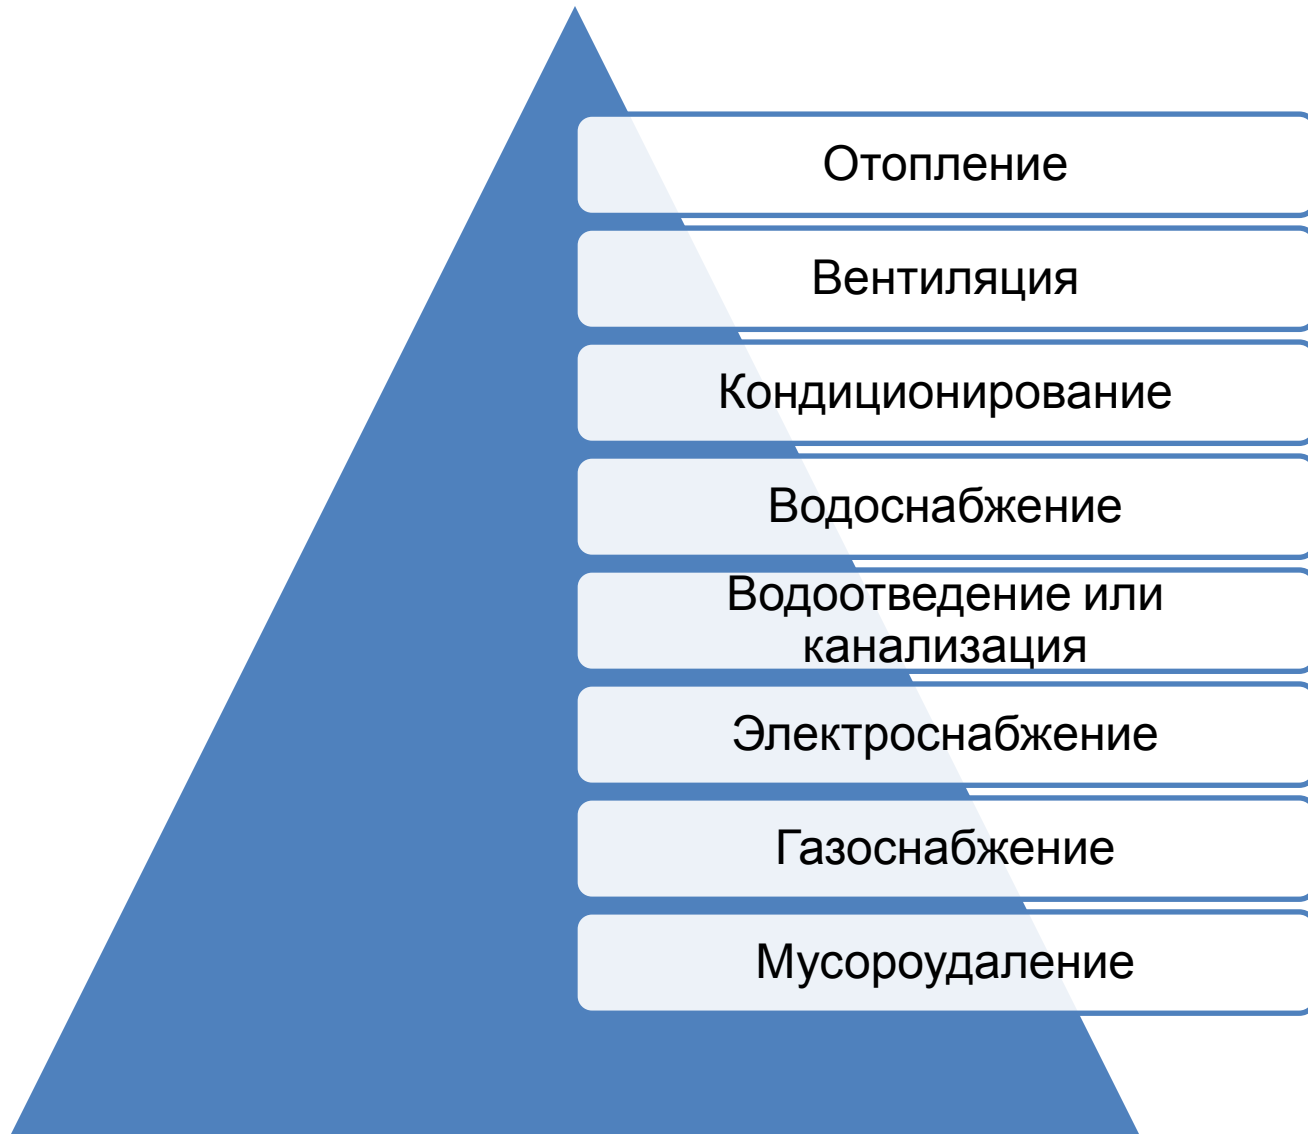 Отопление
Вентиляция
Кондиционирование
Водоснабжение
Водоотведение или
канализация
Электроснабжение
Газоснабжение
Мусороудаление